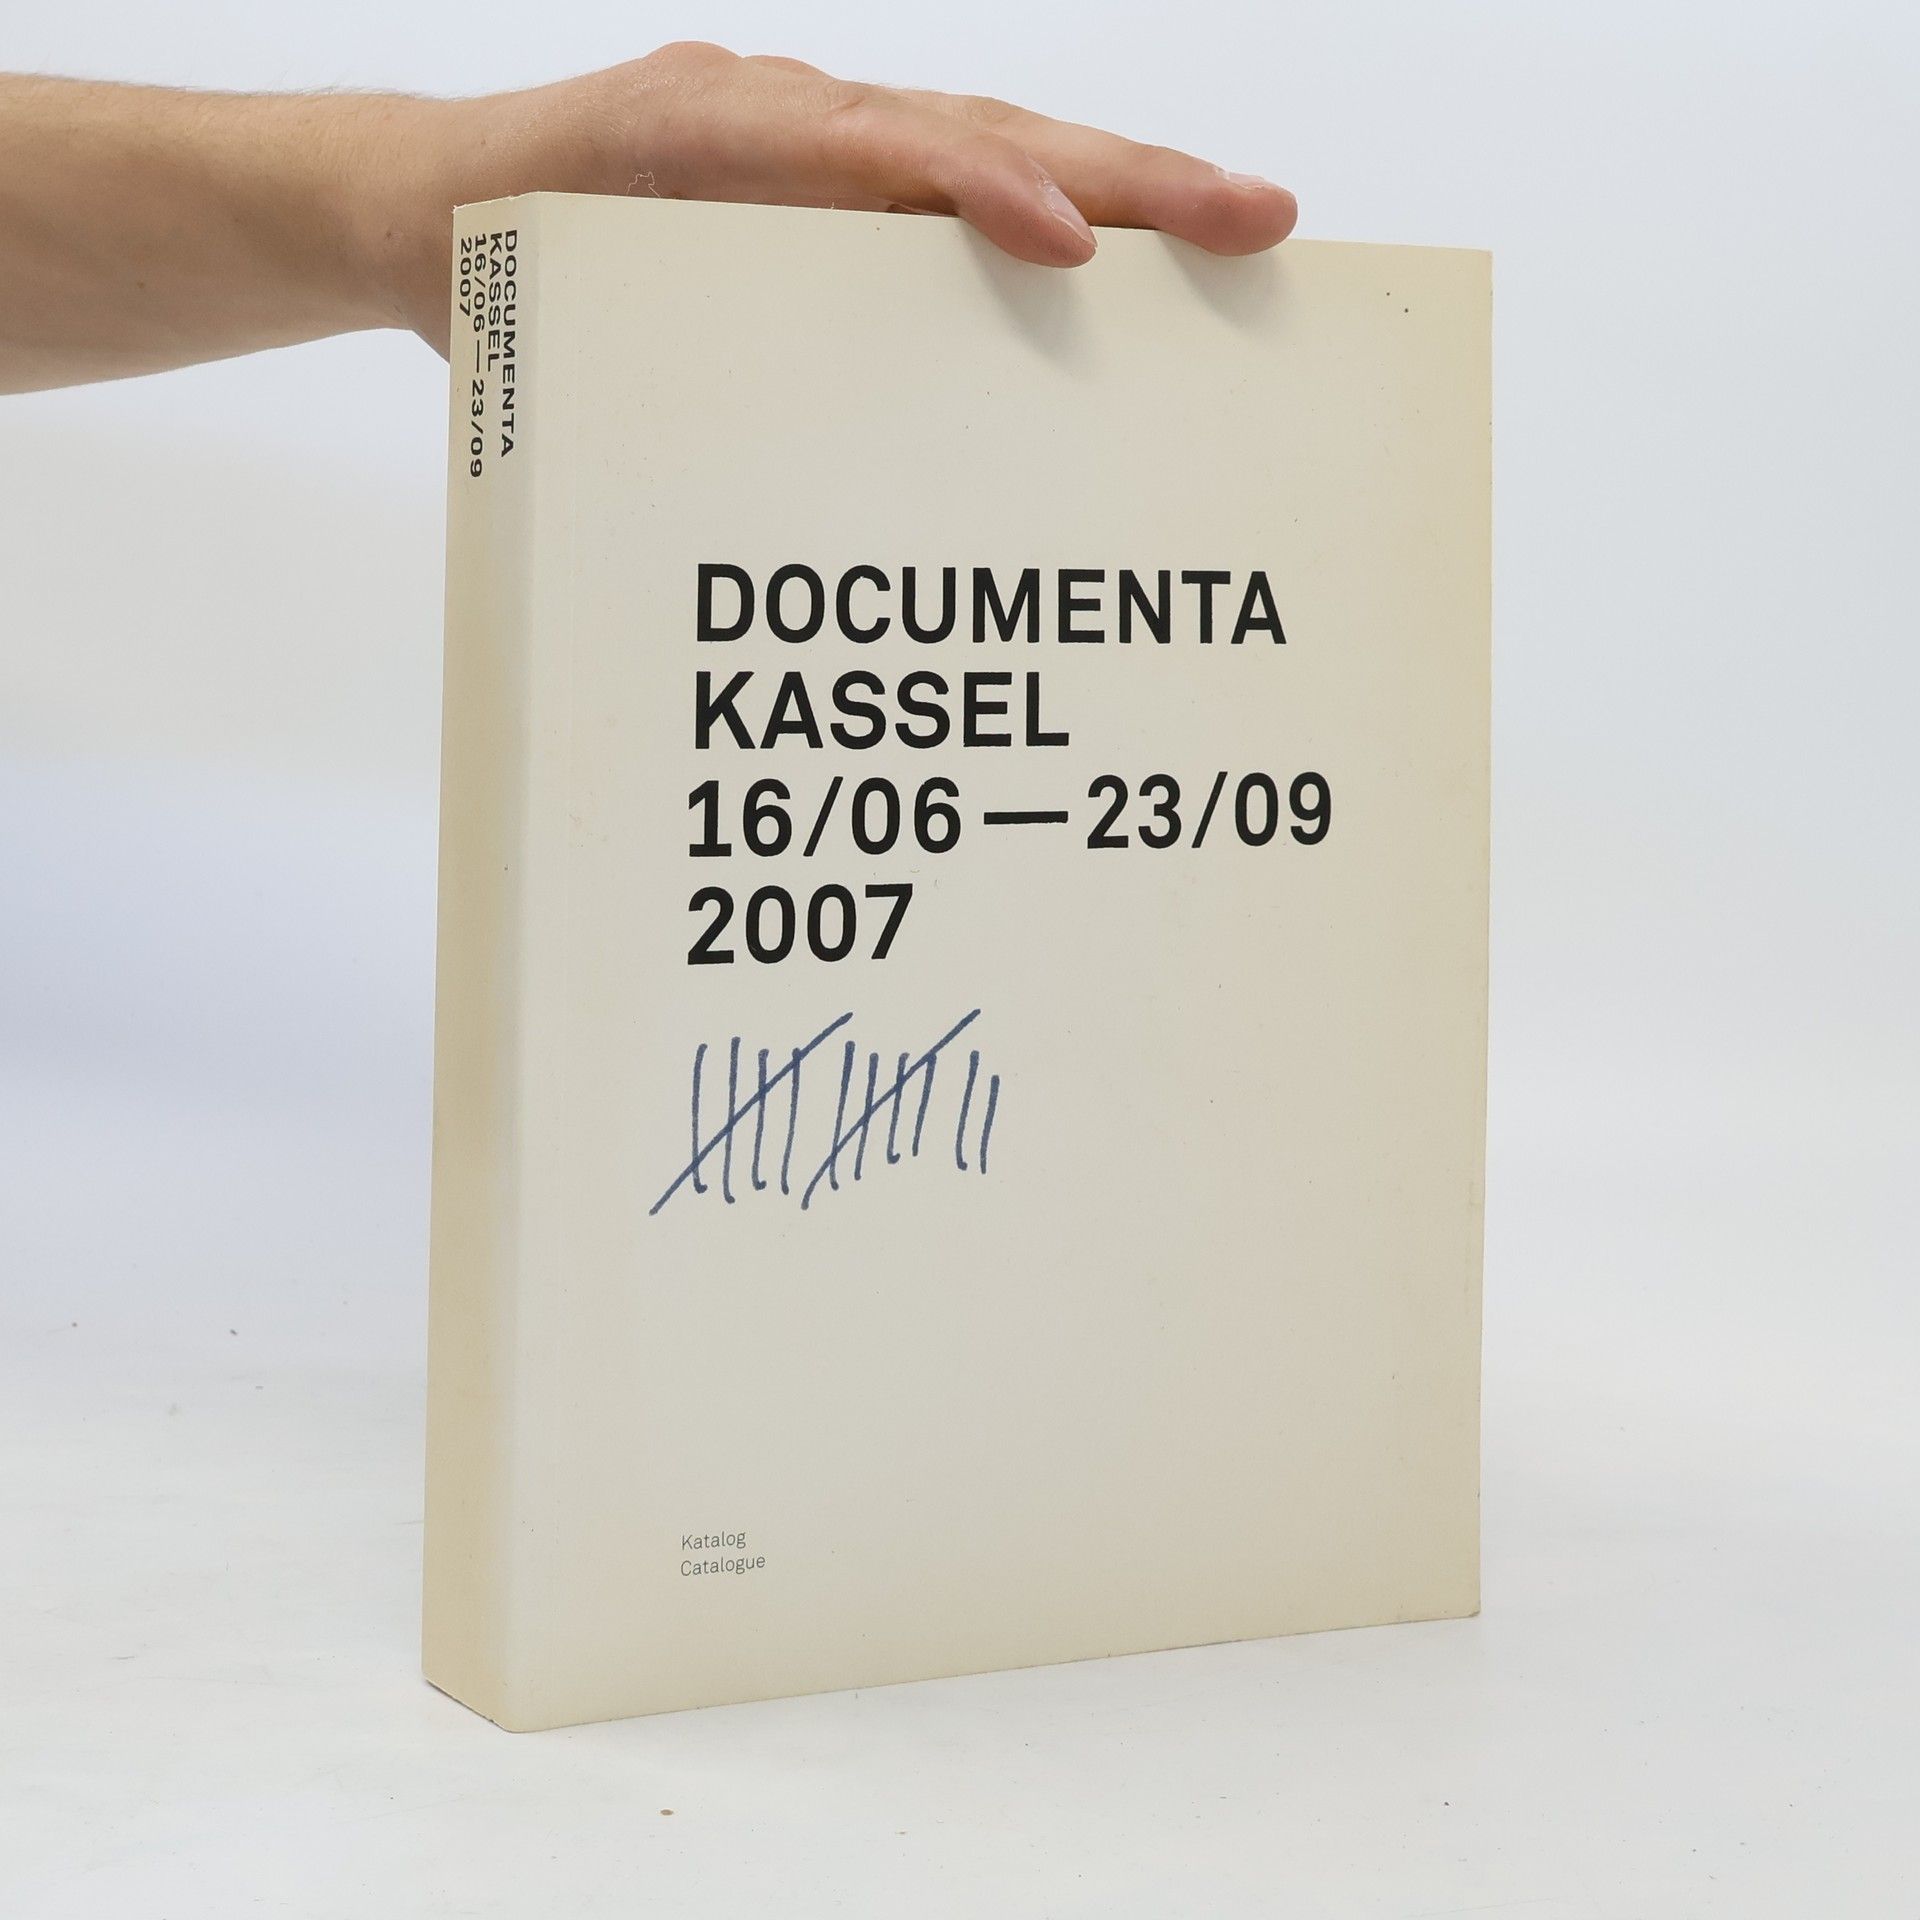 DOCUMENTA
KASSEL
16/06 — 23/09
2007
DOCUMENTA
KASSEL
16/06—23/09
2007
Katalog
Catalogue